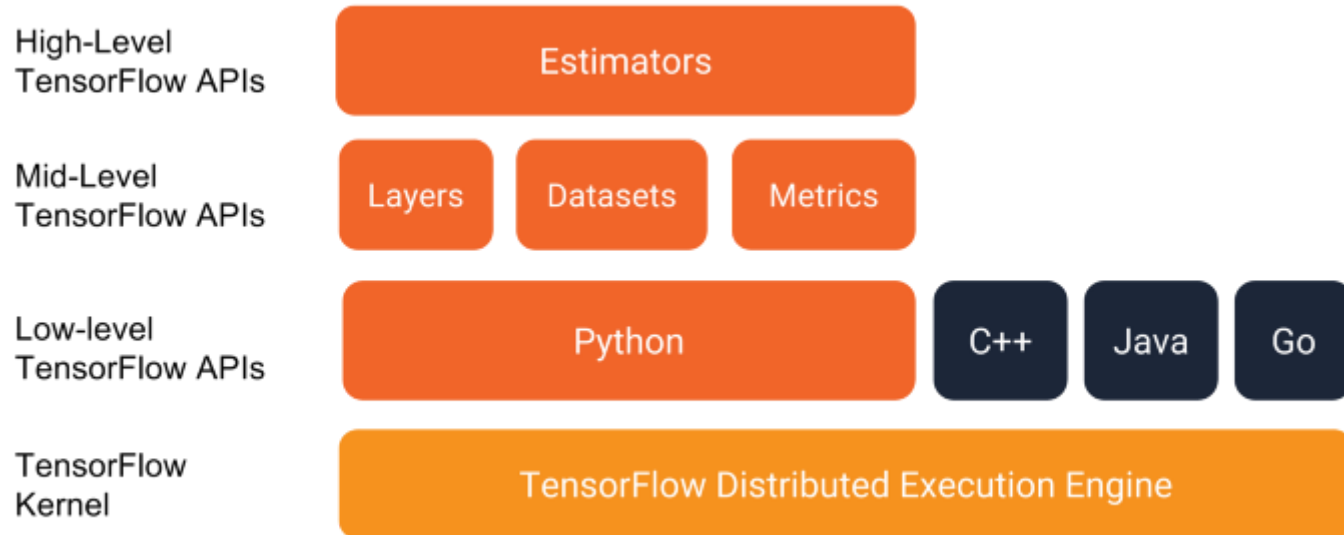 High-Level
TensorFlow APIs
Estimators
Mid-Level
TensorFlow APIs
Layers
Datasets
Metrics
Low-level
TensorFlow APIs
Python
C++
Java
Go
TensorFlow
Kernel
TensorFlow Distributed Execution Engine